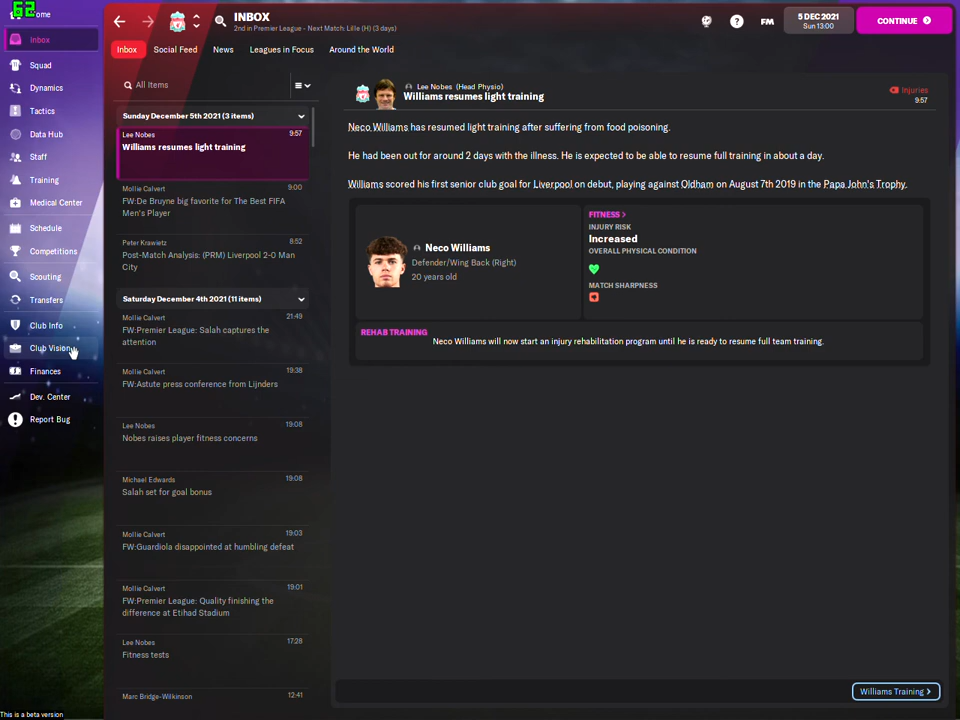 62
ome
Inbox
Squad
Dynamics
Tactics
Data Hub
Staff
Training
Medical Center
Schedule
Competitions
Scouting
Transfers
Club Info
Club Vision
Finances
Dev. Center
Report Bug
This is a beta version
INBOX
2nd in Premier League - Next Match: Lille (H) (3 days)
?
FM
5 DEC 2021
Sun 13:00
CONTINUE
Inbox
Social Feed
News
Leagues in Focus
Around the World
All Items
Sunday December 5th 2021 (3 items)
Lee Nobes 9:57
Williams resumes light training
Mollie Calvert 9:00
FW:De Bruyne big favorite for The Best FIFA
Men's Player
Peter Krawietz 8:52
Post-Match Analysis: (PRM) Liverpool 2-0 Man
City
Saturday December 4th 2021 (11 items)
Mollie Calvert 21:49
FW:Premier League: Salah captures the
attention
Mollie Calvert 19:38
FW:Astute press conference from Lijnders
Lee Nobes 19:08
Nobes raises player fitness concerns
Michael Edwards 19:08
Salah set for goal bonus
Mollie Calvert 19:03
FW:Guardiola disappointed at humbling defeat
Mollie Calvert 19:01
FW:Premier League: Quality finishing the
difference at Etihad Stadium
Lee Nobes 17:28
Fitness tests
Marc Bridge-Wilkinson 12:41
Lee Nobes (Head Physio)
Williams resumes light training
Injuries
9:57
Neco Williams has resumed light training after suffering from food poisoning.
He had been out for around 2 days with the illness. He is expected to be able to resume full training in about a day.
Williams scored his first senior club goal for Liverpool on debut, playing against Oldham on August 7th 2019 in the Papa John's Trophy.
Neco Williams
Defender/Wing Back (Right)
20 years old
FITNESS >
INJURY RISK
Increased
OVERALL PHYSICAL CONDITION
MATCH SHARPNESS
REHAB TRAINING
Neco Williams will now start an injury rehabilitation program until he is ready to resume full team training.
Williams Training >